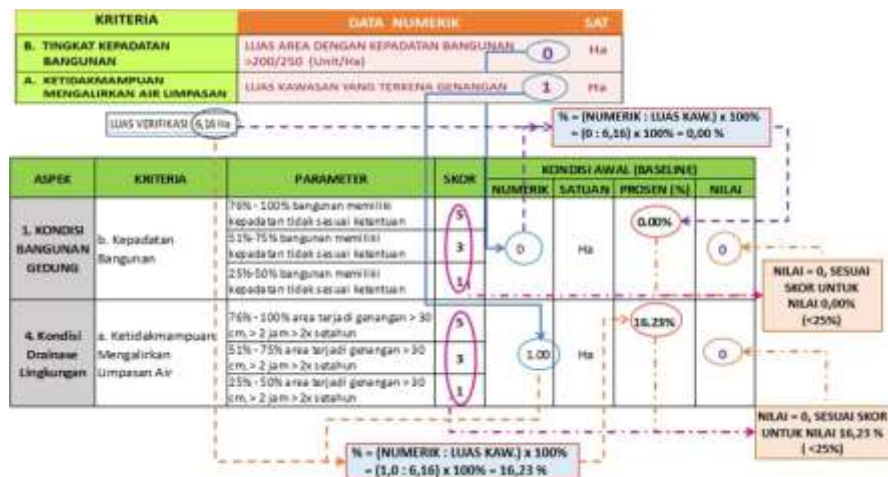 KRITERIA
DATA NUMERIK
SAT
B. TINGKAT KEPADATAN
BANGUNAN
LUAS AREA DENGAN KEPADATAN BANGUNAN
>200/250 (Unit/Ha)
0
Ha
A. KETIDAKMAMPUAN
MENGALIRKAN AIR LIMPASAN
LUAS KAWASAN YANG TERKENA GENANGAN
1
Ha
LUAS VERIFIKASI 6,16 Ha
% = (NUMERIK : LUAS KAW.) x 100%
= (0 : 6,16) x 100% = 0,00 %
ASPEK
KRITERIA
PARAMETER
SKOR
KONDISI AWAL (BASELINE)
NUMERIK
SATUAN
PROSEN (%)
NILAI
1. KONDISI
BANGUNAN
GEDUNG
b. Kepadatan
Bangunan
76% - 100% bangunan memiliki
kepadatan tidak sesuai ketentuan
5
51%-75% bangunan memiliki
kepadatan tidak sesuai ketentuan
3
25%-50% bangunan memiliki
kepadatan tidak sesuai ketentuan
1
0
Ha
0.00%
0
NILAI = 0, SESUAI
SKOR UNTUK
NILAI 0,00%
(<25%)
4. Kondisi
Drainase
Lingkungan
a. Ketidakmampuan
Mengalirkan
Limpasan Air
76% - 100% area terjadi genangan > 30
cm, > 2 jam > 2x setahun
5
51% - 75% area terjadi genangan > 30
cm, > 2 jam > 2x setahun
3
25% - 50% area terjadi genangan > 30
cm, > 2 jam > 2x setahun
1
1.00
Ha
16.23%
0
NILAI = 0, SESUAI SKOR
UNTUK NILAI 16,23 %
(<25%)
% = (NUMERIK : LUAS KAW.) x 100%
= (1,0 : 6,16) x 100% = 16,23 %